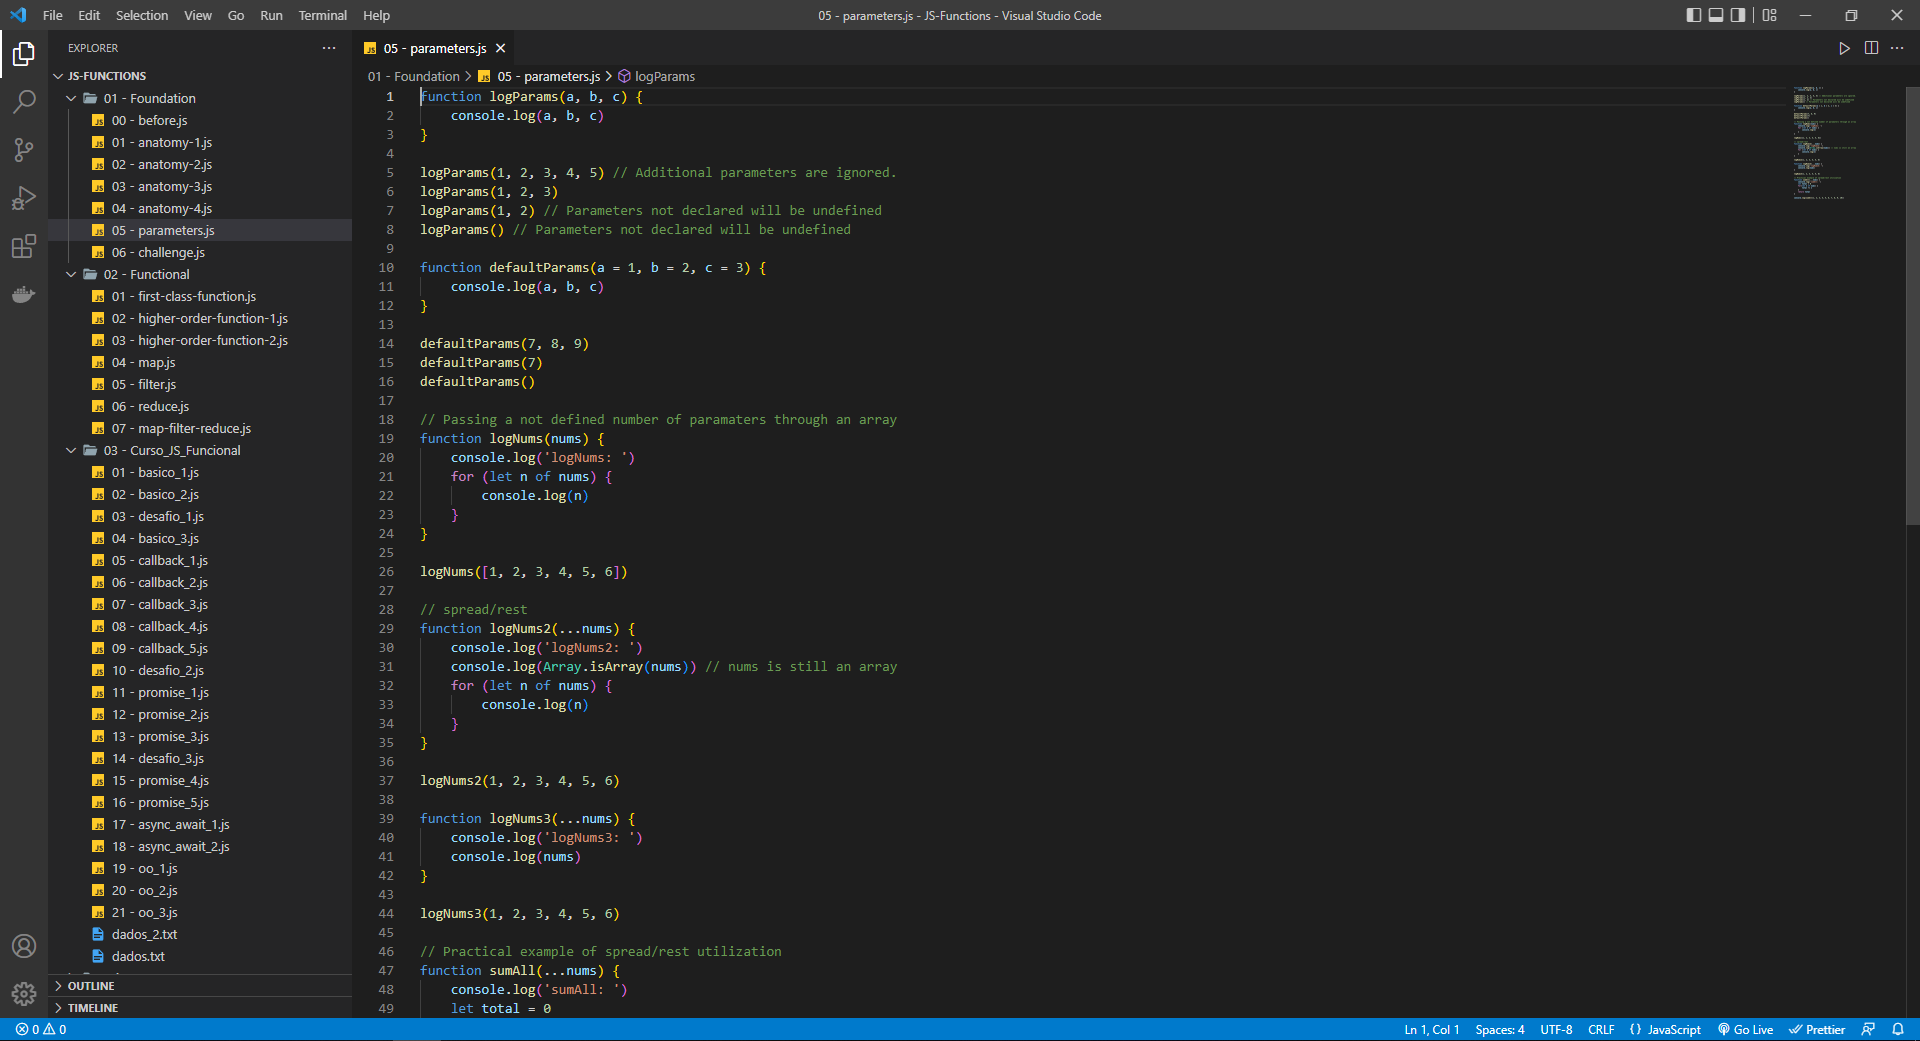 File Edit Selection View Go Run Terminal Help
05 - parameters.js - JS-Functions - Visual Studio Code
EXPLORER
JS-FUNCTIONS
01 - Foundation
00 - before.js
01 - anatomy-1.js
02 - anatomy-2.js
03 - anatomy-3.js
04 - anatomy-4.js
05 - parameters.js
06 - challenge.js
02 - Functional
01 - first-class-function.js
02 - higher-order-function-1.js
03 - higher-order-function-2.js
04 - map.js
05 - filter.js
06 - reduce.js
07 - map-filter-reduce.js
03 - Curso_JS_Funcional
01 - basico_1.js
02 - basico_2.js
03 - desafio_1.js
04 - basico_3.js
05 - callback_1.js
06 - callback_2.js
07 - callback_3.js
08 - callback_4.js
09 - callback_5.js
10 - desafio_2.js
11 - promise_1.js
12 - promise_2.js
13 - promise_3.js
14 - desafio_3.js
15 - promise_4.js
16 - promise_5.js
17 - async_await_1.js
18 - async_await_2.js
19 - oo_1.js
20 - oo_2.js
21 - oo_3.js
dados_2.txt
dados.txt
OUTLINE
TIMELINE
05 - parameters.js
01 - Foundation > JS 05 - parameters.js > logParams
1 function logParams(a, b, c) {
2     console.log(a, b, c)
3 }
4
5 logParams(1, 2, 3, 4, 5) // Additional parameters are ignored.
6 logParams(1, 2, 3)
7 logParams(1, 2) // Parameters not declared will be undefined
8 logParams() // Parameters not declared will be undefined
9
10 function defaultParams(a = 1, b = 2, c = 3) {
11     console.log(a, b, c)
12 }
13
14 defaultParams(7, 8, 9)
15 defaultParams(7)
16 defaultParams()
17
18 // Passing a not defined number of paramaters through an array
19 function logNums(nums) {
20     console.log('logNums: ')
21     for (let n of nums) {
22         console.log(n)
23     }
24 }
25
26 logNums([1, 2, 3, 4, 5, 6])
27
28 // spread/rest
29 function logNums2(...nums) {
30     console.log('logNums2: ')
31     console.log(Array.isArray(nums)) // nums is still an array
32     for (let n of nums) {
33         console.log(n)
34     }
35 }
36
37 logNums2(1, 2, 3, 4, 5, 6)
38
39 function logNums3(...nums) {
40     console.log('logNums3: ')
41     console.log(nums)
42 }
43
44 logNums3(1, 2, 3, 4, 5, 6)
45
46 // Practical example of spread/rest utilization
47 function sumAll(...nums) {
48     console.log('sumAll: ')
49     let total = 0
0 0 Ln 1, Col 1 Spaces: 4 UTF-8 CRLF {} JavaScript Go Live Prettier